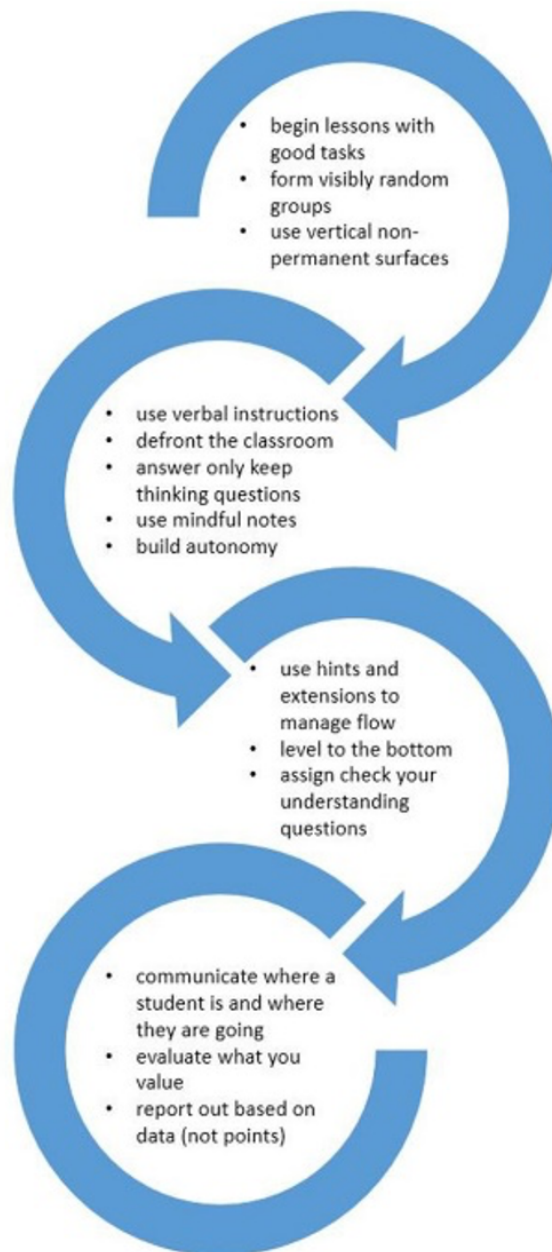 • begin lessons with
good tasks
• form visibly random
groups
• use vertical non-
permanent surfaces
• use verbal instructions
• defront the classroom
• answer only keep
thinking questions
• use mindful notes
• build autonomy
• use hints and
extensions to
manage flow
• level to the bottom
• assign check your
understanding
questions
• communicate where a
student is and where
they are going
• evaluate what you
value
• report out based on
data (not points)